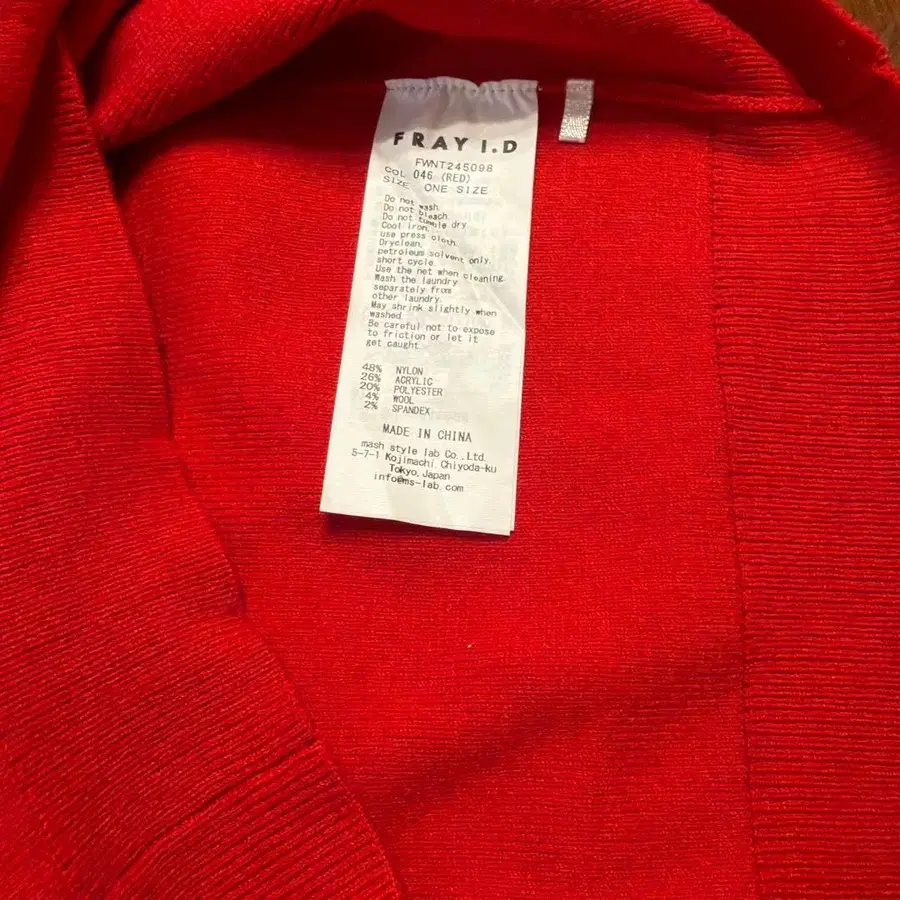 FRAY I.D
FWNT245098
COL 046 (RED)
SIZE ONE SIZE
Do not wash.
Do not bleach.
Do not tumble dry
Cool iron.
use press cloth.
Dryclean,
petroleum solvent only.
short cycle
Use the net when cleaning.
Wash the laundry
separately from
other laundry.
May shrink slightly when
washed
Be careful not to expose
to friction or let it
get caught
48% NYLON
26% ACRYLIC
20% POLYESTER
4% WOOL
2% SPANDEX
MADE IN CHINA
mash style lab Co.,Ltd.
5-7-1 Kojimachi, Chiyoda-ku
Tokyo, Japan
info@ms-lab.com